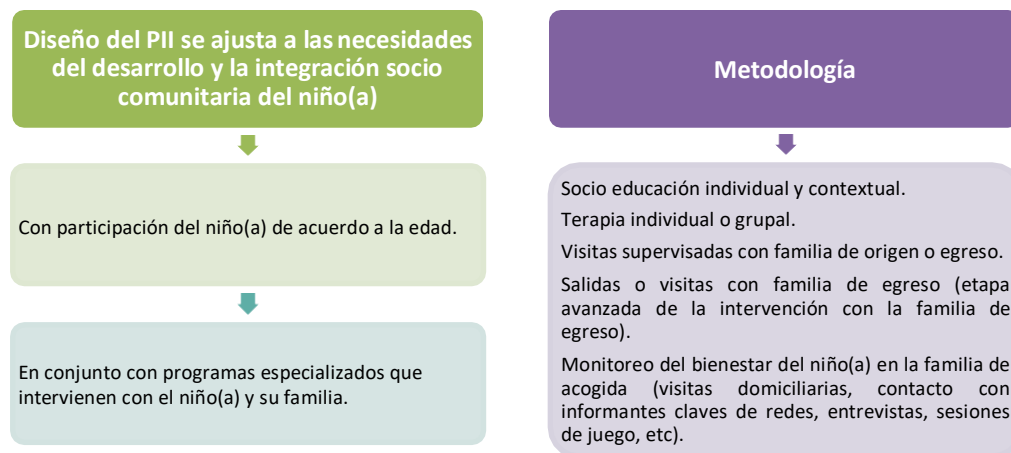 Diseño del PII se ajusta a las necesidades
del desarrollo y la integración socio
comunitaria del niño(a)
Con participación del niño(a) de acuerdo a la edad.
En conjunto con programas especializados que
intervienen con el niño(a) y su familia.
Metodología
Socio educación individual y contextual.
Terapia individual o grupal.
Visitas supervisadas con familia de origen o egreso.
Salidas o visitas con familia de egreso (etapa
avanzada de la intervención con la familia de
egreso).
Monitoreo del bienestar del niño(a) en la familia de
acogida (visitas domiciliarias, contacto con
informantes claves de redes, entrevistas, sesiones
de juego, etc).